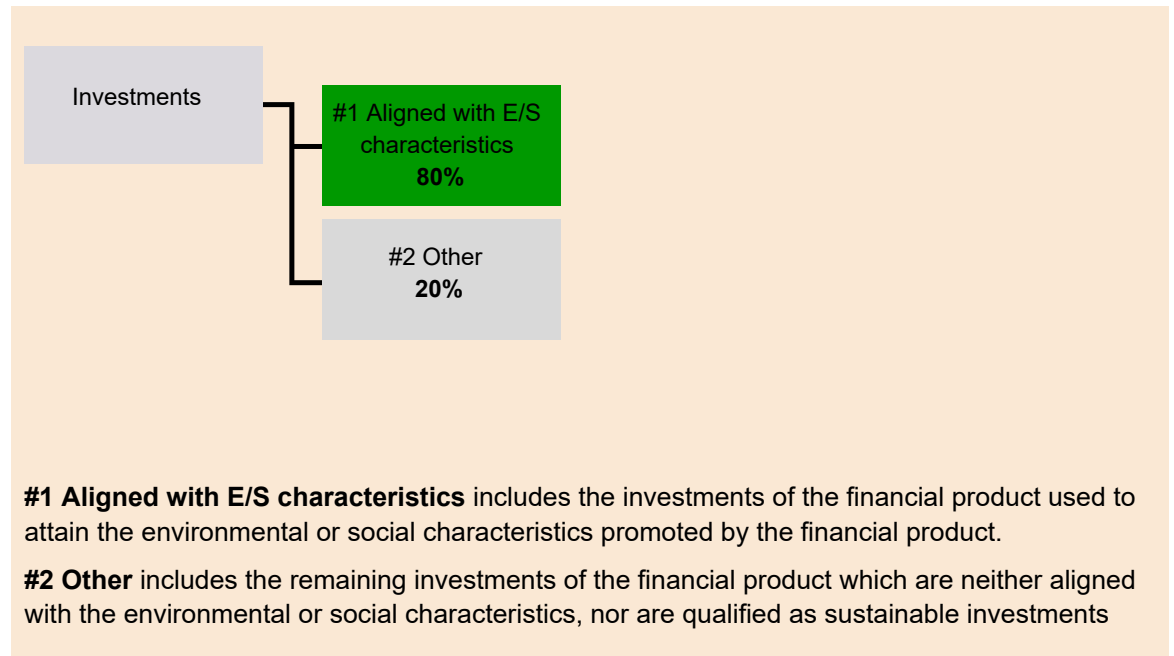 Investments
#1 Aligned with E/S
characteristics
80%
#2 Other
20%
#1 Aligned with E/S characteristics includes the investments of the financial product used to
attain the environmental or social characteristics promoted by the financial product.
#2 Other includes the remaining investments of the financial product which are neither aligned
with the environmental or social characteristics, nor are qualified as sustainable investments